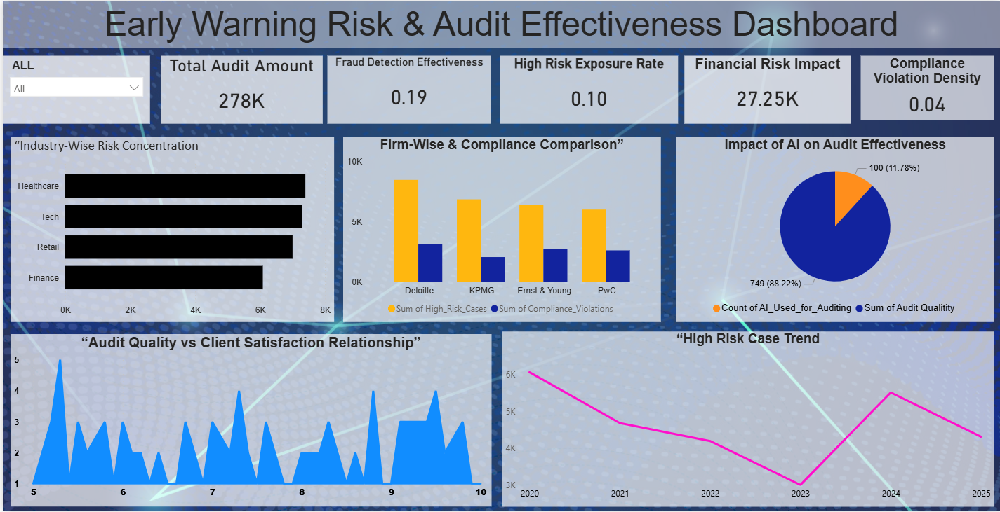 Early Warning Risk & Audit Effectiveness Dashboard
ALL
All
Total Audit Amount
278K
Fraud Detection Effectiveness
0.19
High Risk Exposure Rate
0.10
Financial Risk Impact
27.25K
Compliance
Violation Density
0.04
“Industry-Wise Risk Concentration
Healthcare
Tech
Retail
Finance
0K 2K 4K 6K 8K
Firm-Wise & Compliance Comparison”
10K
5K
0K
Deloitte KPMG Ernst & Young PwC
Sum of High_Risk_Cases Sum of Compliance_Violations
Impact of AI on Audit Effectiveness
100 (11.78%)
749 (88.22%)
Count of AI_Used_for_Auditing Sum of Audit Qualitity
“Audit Quality vs Client Satisfaction Relationship”
5
4
3
2
1
5 6 7 8 9 10
“High Risk Case Trend
6K
5K
4K
3K
2020 2021 2022 2023 2024 2025